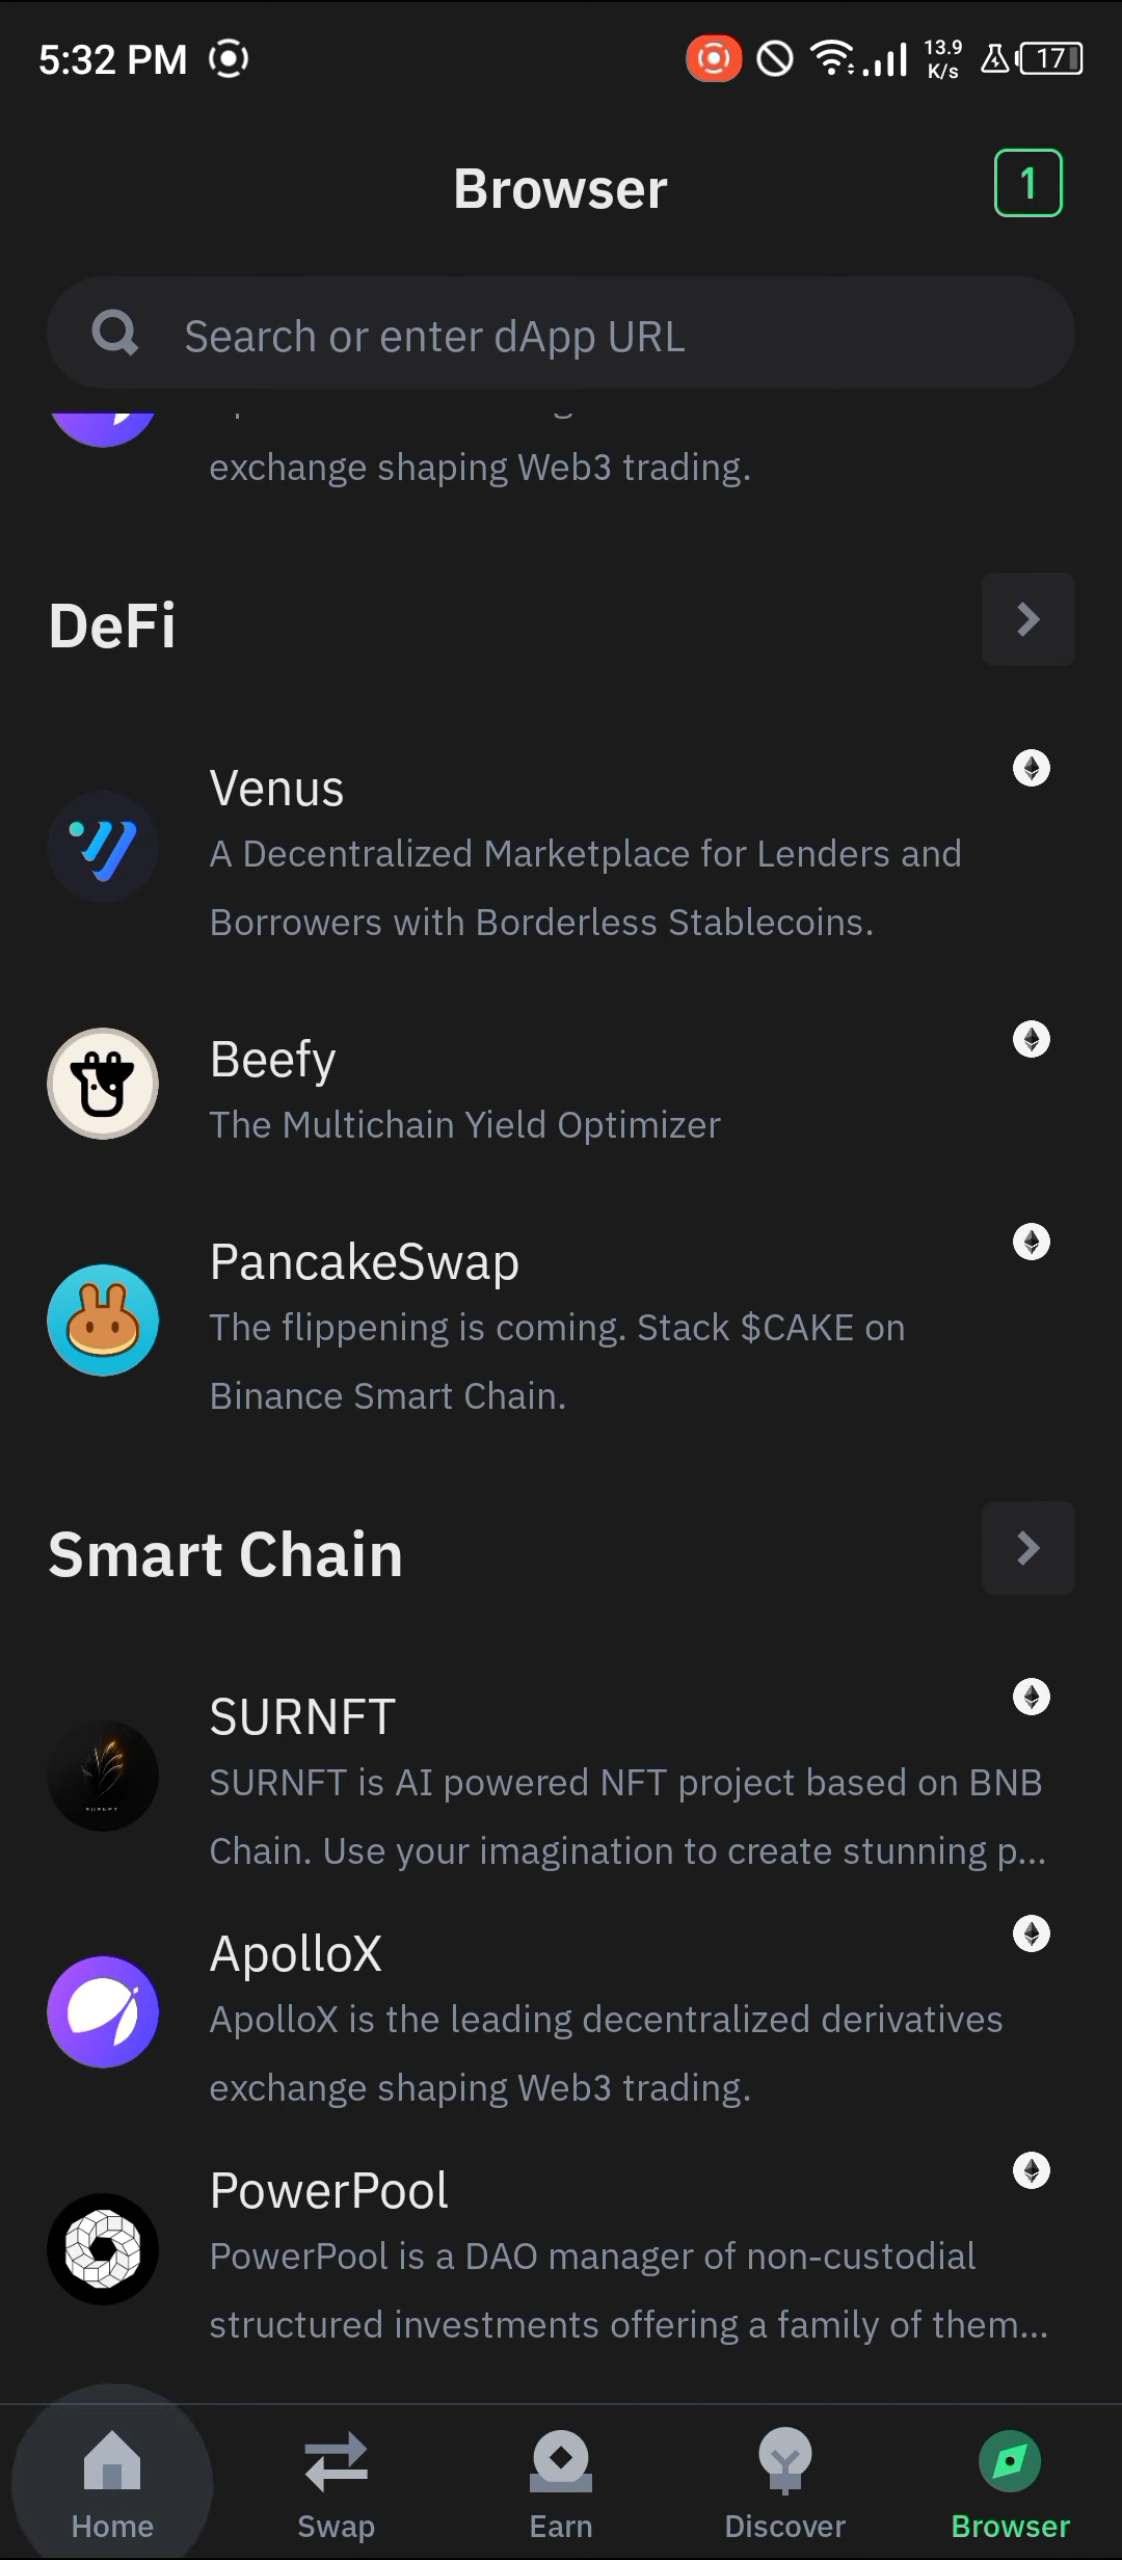 5:32 PM
13.9
K/s
17
Browser
1
Search or enter dApp URL
exchange shaping Web3 trading.
DeFi
Venus
A Decentralized Marketplace for Lenders and
Borrowers with Borderless Stablecoins.
Beefy
The Multichain Yield Optimizer
PancakeSwap
The flippening is coming. Stack $CAKE on
Binance Smart Chain.
Smart Chain
SURNFT
SURNFT
SURNFT is AI powered NFT project based on BNB
Chain. Use your imagination to create stunning p...
ApolloX
ApolloX is the leading decentralized derivatives
exchange shaping Web3 trading.
PowerPool
PowerPool is a DAO manager of non-custodial
structured investments offering a family of them...
Home
Swap
Earn
Discover
Browser